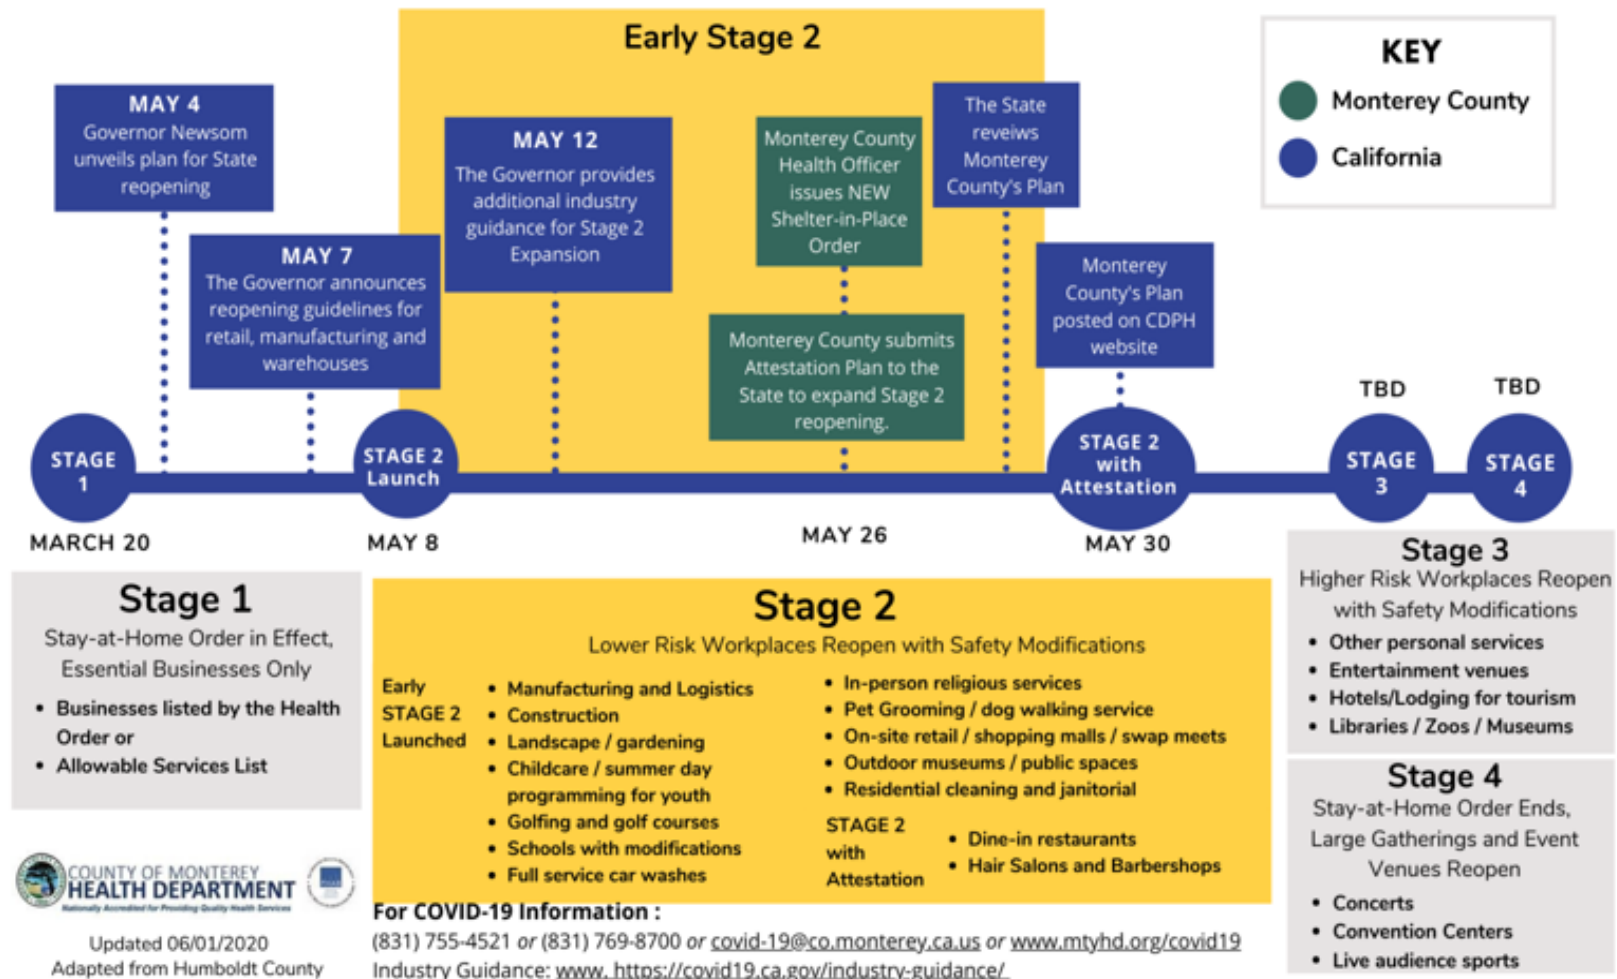 Early Stage 2
KEY
Monterey County
California
MAY 4
Governor Newsom
unveils plan for State
reopening
MAY 7
The Governor announces
reopening guidelines for
retail, manufacturing and
warehouses
MAY 12
The Governor provides
additional industry
guidance for Stage 2
Expansion
Monterey County
Health Officer
issues NEW
Shelter-in-Place
Order
Monterey County submits
Attestation Plan to the
State to expand Stage 2
reopening.
The State
reveiws
Monterey
County's Plan
Monterey
County's Plan
posted on CDPH
website
TBD
TBD
STAGE
1
STAGE 2
Launch
STAGE 2
with
Attestation
STAGE
3
STAGE
4
MARCH 20
MAY 8
MAY 26
MAY 30
Stage 1
Stay-at-Home Order in Effect,
Essential Businesses Only
• Businesses listed by the Health
Order or
• Allowable Services List
Stage 2
Lower Risk Workplaces Reopen with Safety Modifications
Early
STAGE 2
Launched
• Manufacturing and Logistics
• Construction
• Landscape / gardening
• Childcare / summer day
programming for youth
• Golfing and golf courses
• Schools with modifications
• Full service car washes
• In-person religious services
• Pet Grooming / dog walking service
• On-site retail / shopping malls / swap meets
• Outdoor museums / public spaces
• Residential cleaning and janitorial
STAGE 2
with
Attestation
• Dine-in restaurants
• Hair Salons and Barbershops
Stage 3
Higher Risk Workplaces Reopen
with Safety Modifications
• Other personal services
• Entertainment venues
• Hotels/Lodging for tourism
• Libraries / Zoos / Museums
Stage 4
Stay-at-Home Order Ends,
Large Gatherings and Event
Venues Reopen
• Concerts
• Convention Centers
• Live audience sports
COUNTY OF MONTEREY
HEALTH DEPARTMENT
Nationally Accredited for Providing Quality Health Services
Updated 06/01/2020
Adapted from Humboldt County
For COVID-19 Information :
(831) 755-4521 or (831) 769-8700 or covid-19@co.monterey.ca.us or www.mtyhd.org/covid19
Industry Guidance: www. https://covid19.ca.gov/industry-guidance/